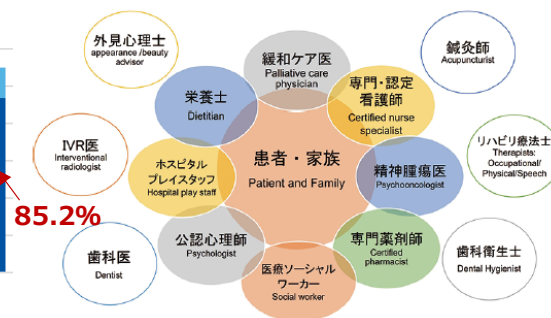 外見心理士
appearance /beauty
advisor
緩和ケア医
Palliative care
physician
鍼灸師
Acupuncturist
栄養士
Dietitian
専門・認定
看護師
Certified nurse
specialist
IVR医
Interventional
radiologist
ホスピタル
プレイスタッフ
Hospital play staff
患者・家族
Patient and Family
精神腫瘍医
Psychooncologist
リハビリ療法士
Therapists:
Occupational/
Physical/Speech
85.2%
歯科医
Dentist
公認心理師
Psychologist
医療ソーシャル
ワーカー
Social worker
専門薬剤師
Certified
pharmacist
歯科衛生士
Dental Hygienist